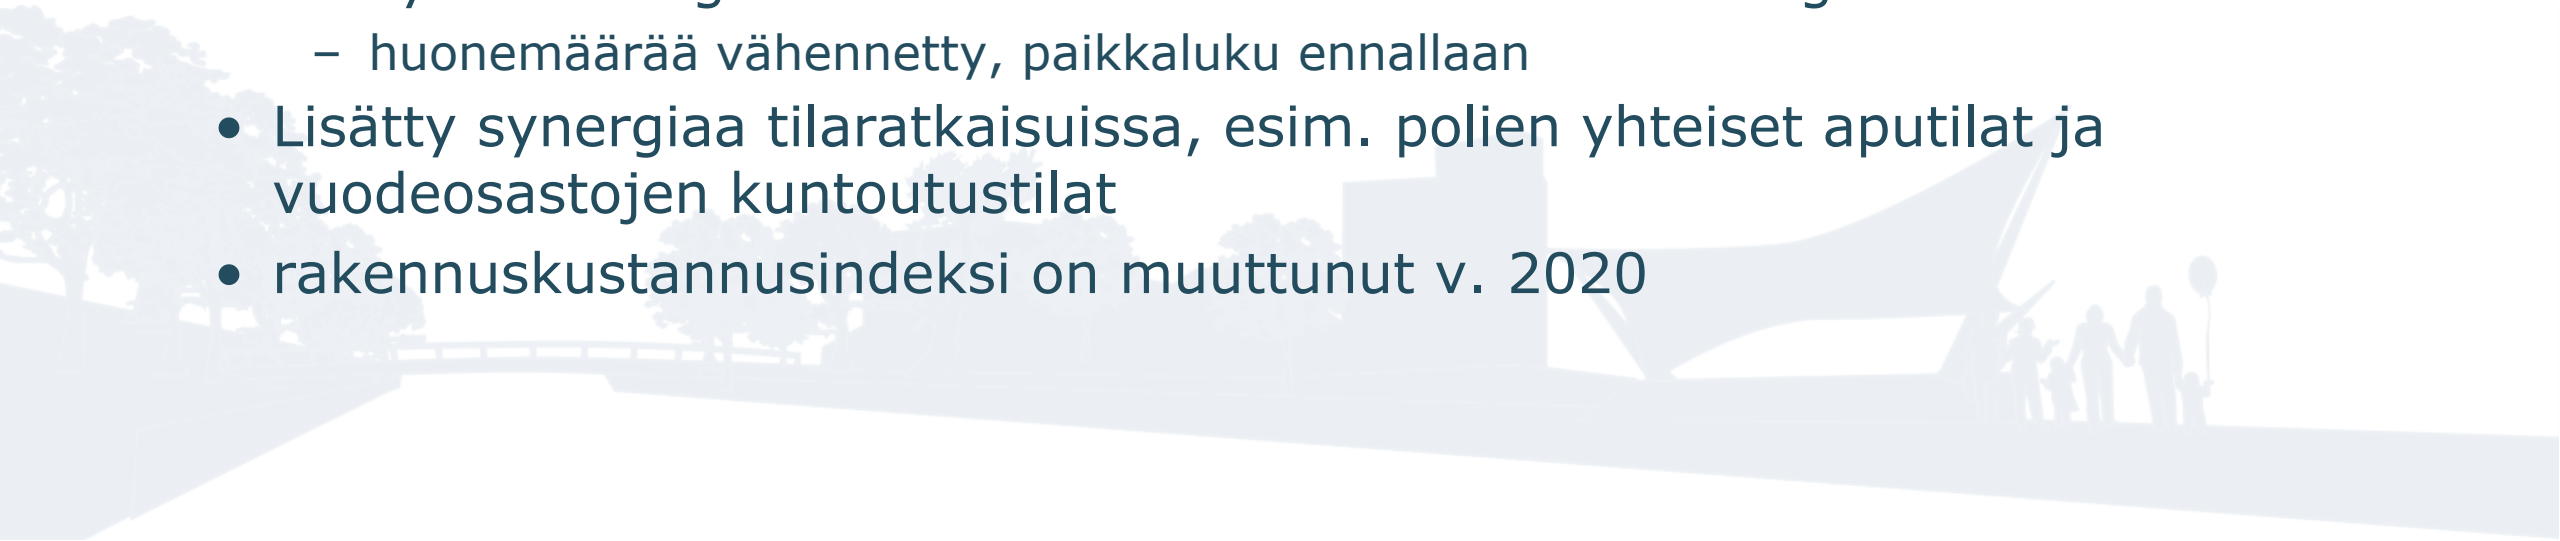 – huonemäärää vähennetty, paikkaluku ennallaan
• Lisätty synergiaa tilaratkaisuissa, esim. polien yhteiset aputilat ja
vuodeosastojen kuntoutustilat
• rakennuskustannusindeksi on muuttunut v. 2020